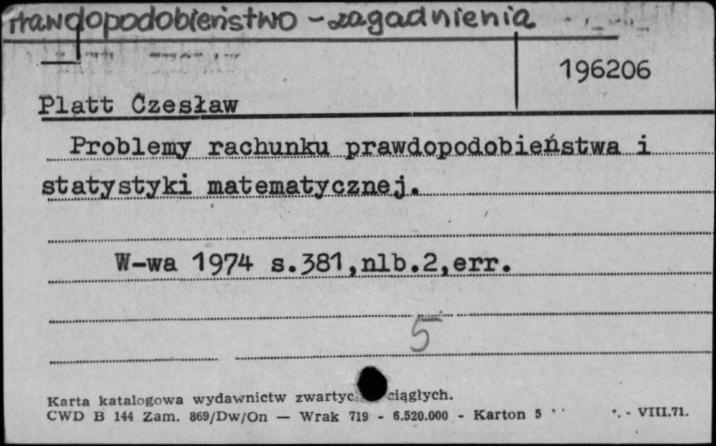 prawdopodobieństwo - zagadnienia
196206
Platt Czesław
Problemy rachunku prawdopodobieństwa i
statystyki matematycznej.
W-wa 1974 s.381,nlb.2,err.
5
Karta katalogowa wydawnictw ciągłych.
CWD B 144 Zam. 869/Dw/On — Wrak 719 - 6.520.000 - Karton 5 - VIII.71.